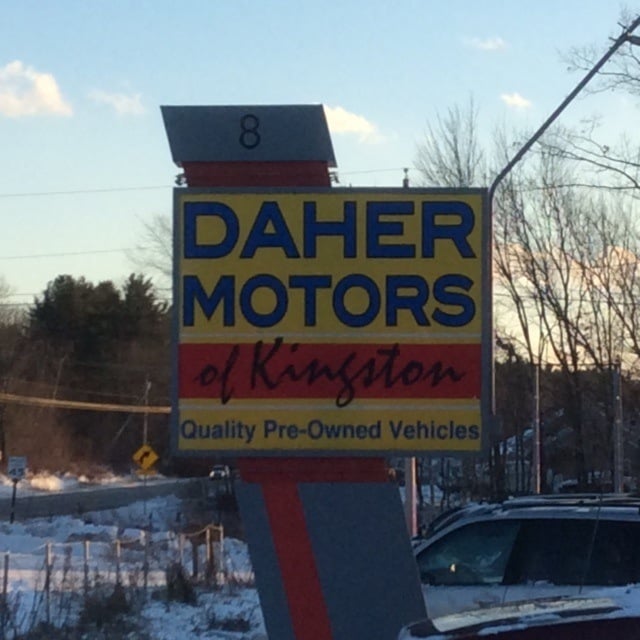 8
DAHER
MOTORS
of Kingston
Quality Pre-Owned Vehicles